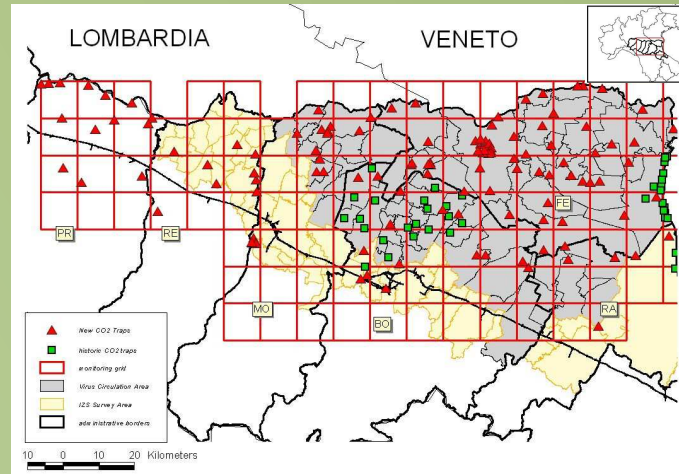 LOMBARDIA VENETO
FE
PR RE
MO BO RA
New CO2 Traps
historic CO2 traps
monitoring grid
Virus Circulation Area
IZS Survey Area
administrative borders
10 0 10 20 Kilometers